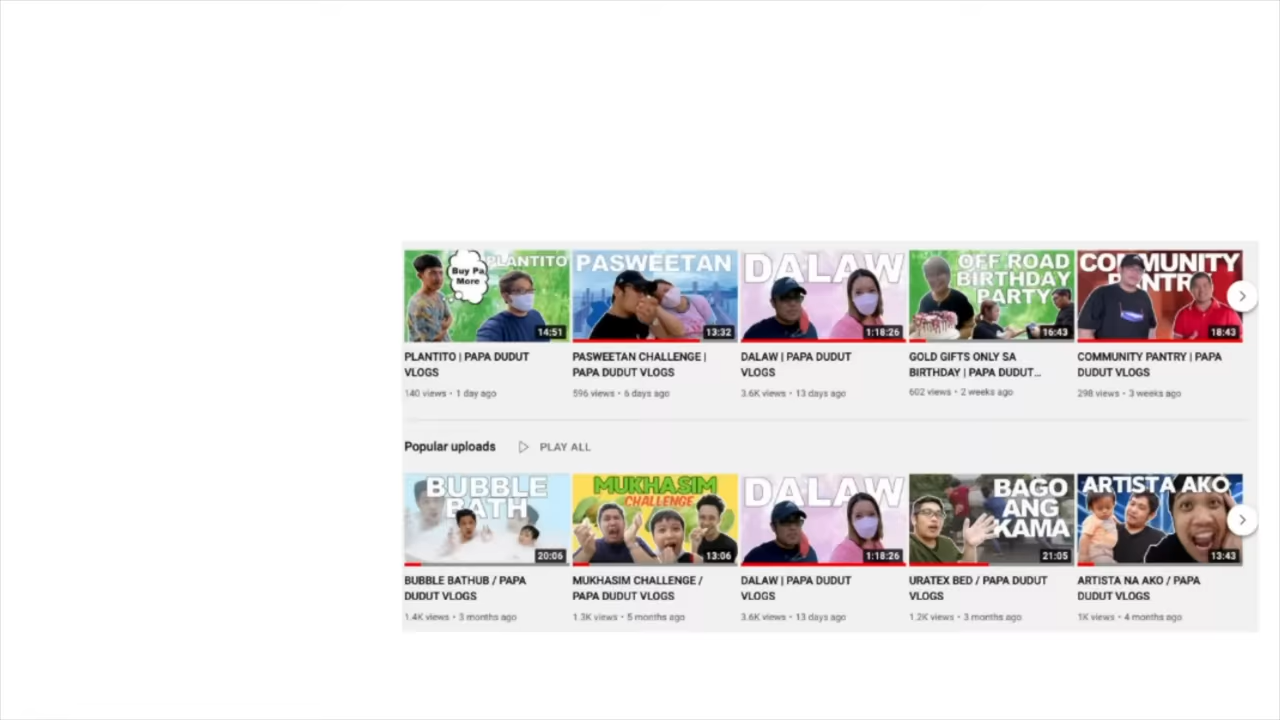 Buy Pa
More
PLANTITO
14:51
PASWEETAN
13:32
DALAW
1:18:26
OFF ROAD
BIRTHDAY
PARTY
16:43
COMMUNITY
PANTRY
18:43
PLANTITO | PAPA DUDUT
VLOGS
140 views • 1 day ago
PASWEETAN CHALLENGE |
PAPA DUDUT VLOGS
596 views • 6 days ago
DALAW | PAPA DUDUT
VLOGS
3.6K views • 13 days ago
GOLD GIFTS ONLY SA
BIRTHDAY | PAPA DUDUT...
602 views • 2 weeks ago
COMMUNITY PANTRY | PAPA
DUDUT VLOGS
298 views • 3 weeks ago
Popular uploads PLAY ALL
BUBBLE
BATH
20:06
MUKHASIM
CHALLENGE
13:06
DALAW
1:18:26
BAGO
ANG
KAMA
21:05
ARTISTA AKO
13:43
BUBBLE BATHUB / PAPA
DUDUT VLOGS
1.4K views • 3 months ago
MUKHASIM CHALLENGE /
PAPA DUDUT VLOGS
1.3K views • 5 months ago
DALAW | PAPA DUDUT
VLOGS
3.6K views • 13 days ago
URATEX BED / PAPA DUDUT
VLOGS
1.2K views • 3 months ago
ARTISTA NA AKO / PAPA
DUDUT VLOGS
1K views • 4 months ago